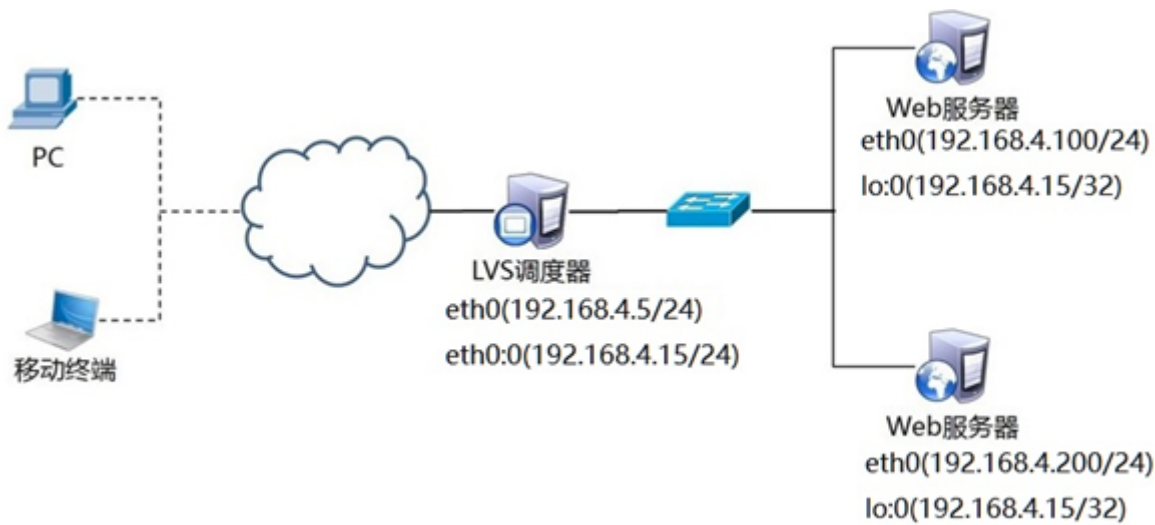 PC
移动终端
LVS调度器
eth0(192.168.4.5/24)
eth0:0(192.168.4.15/24)
Web服务器
eth0(192.168.4.100/24)
lo:0(192.168.4.15/32)
Web服务器
eth0(192.168.4.200/24)
lo:0(192.168.4.15/32)